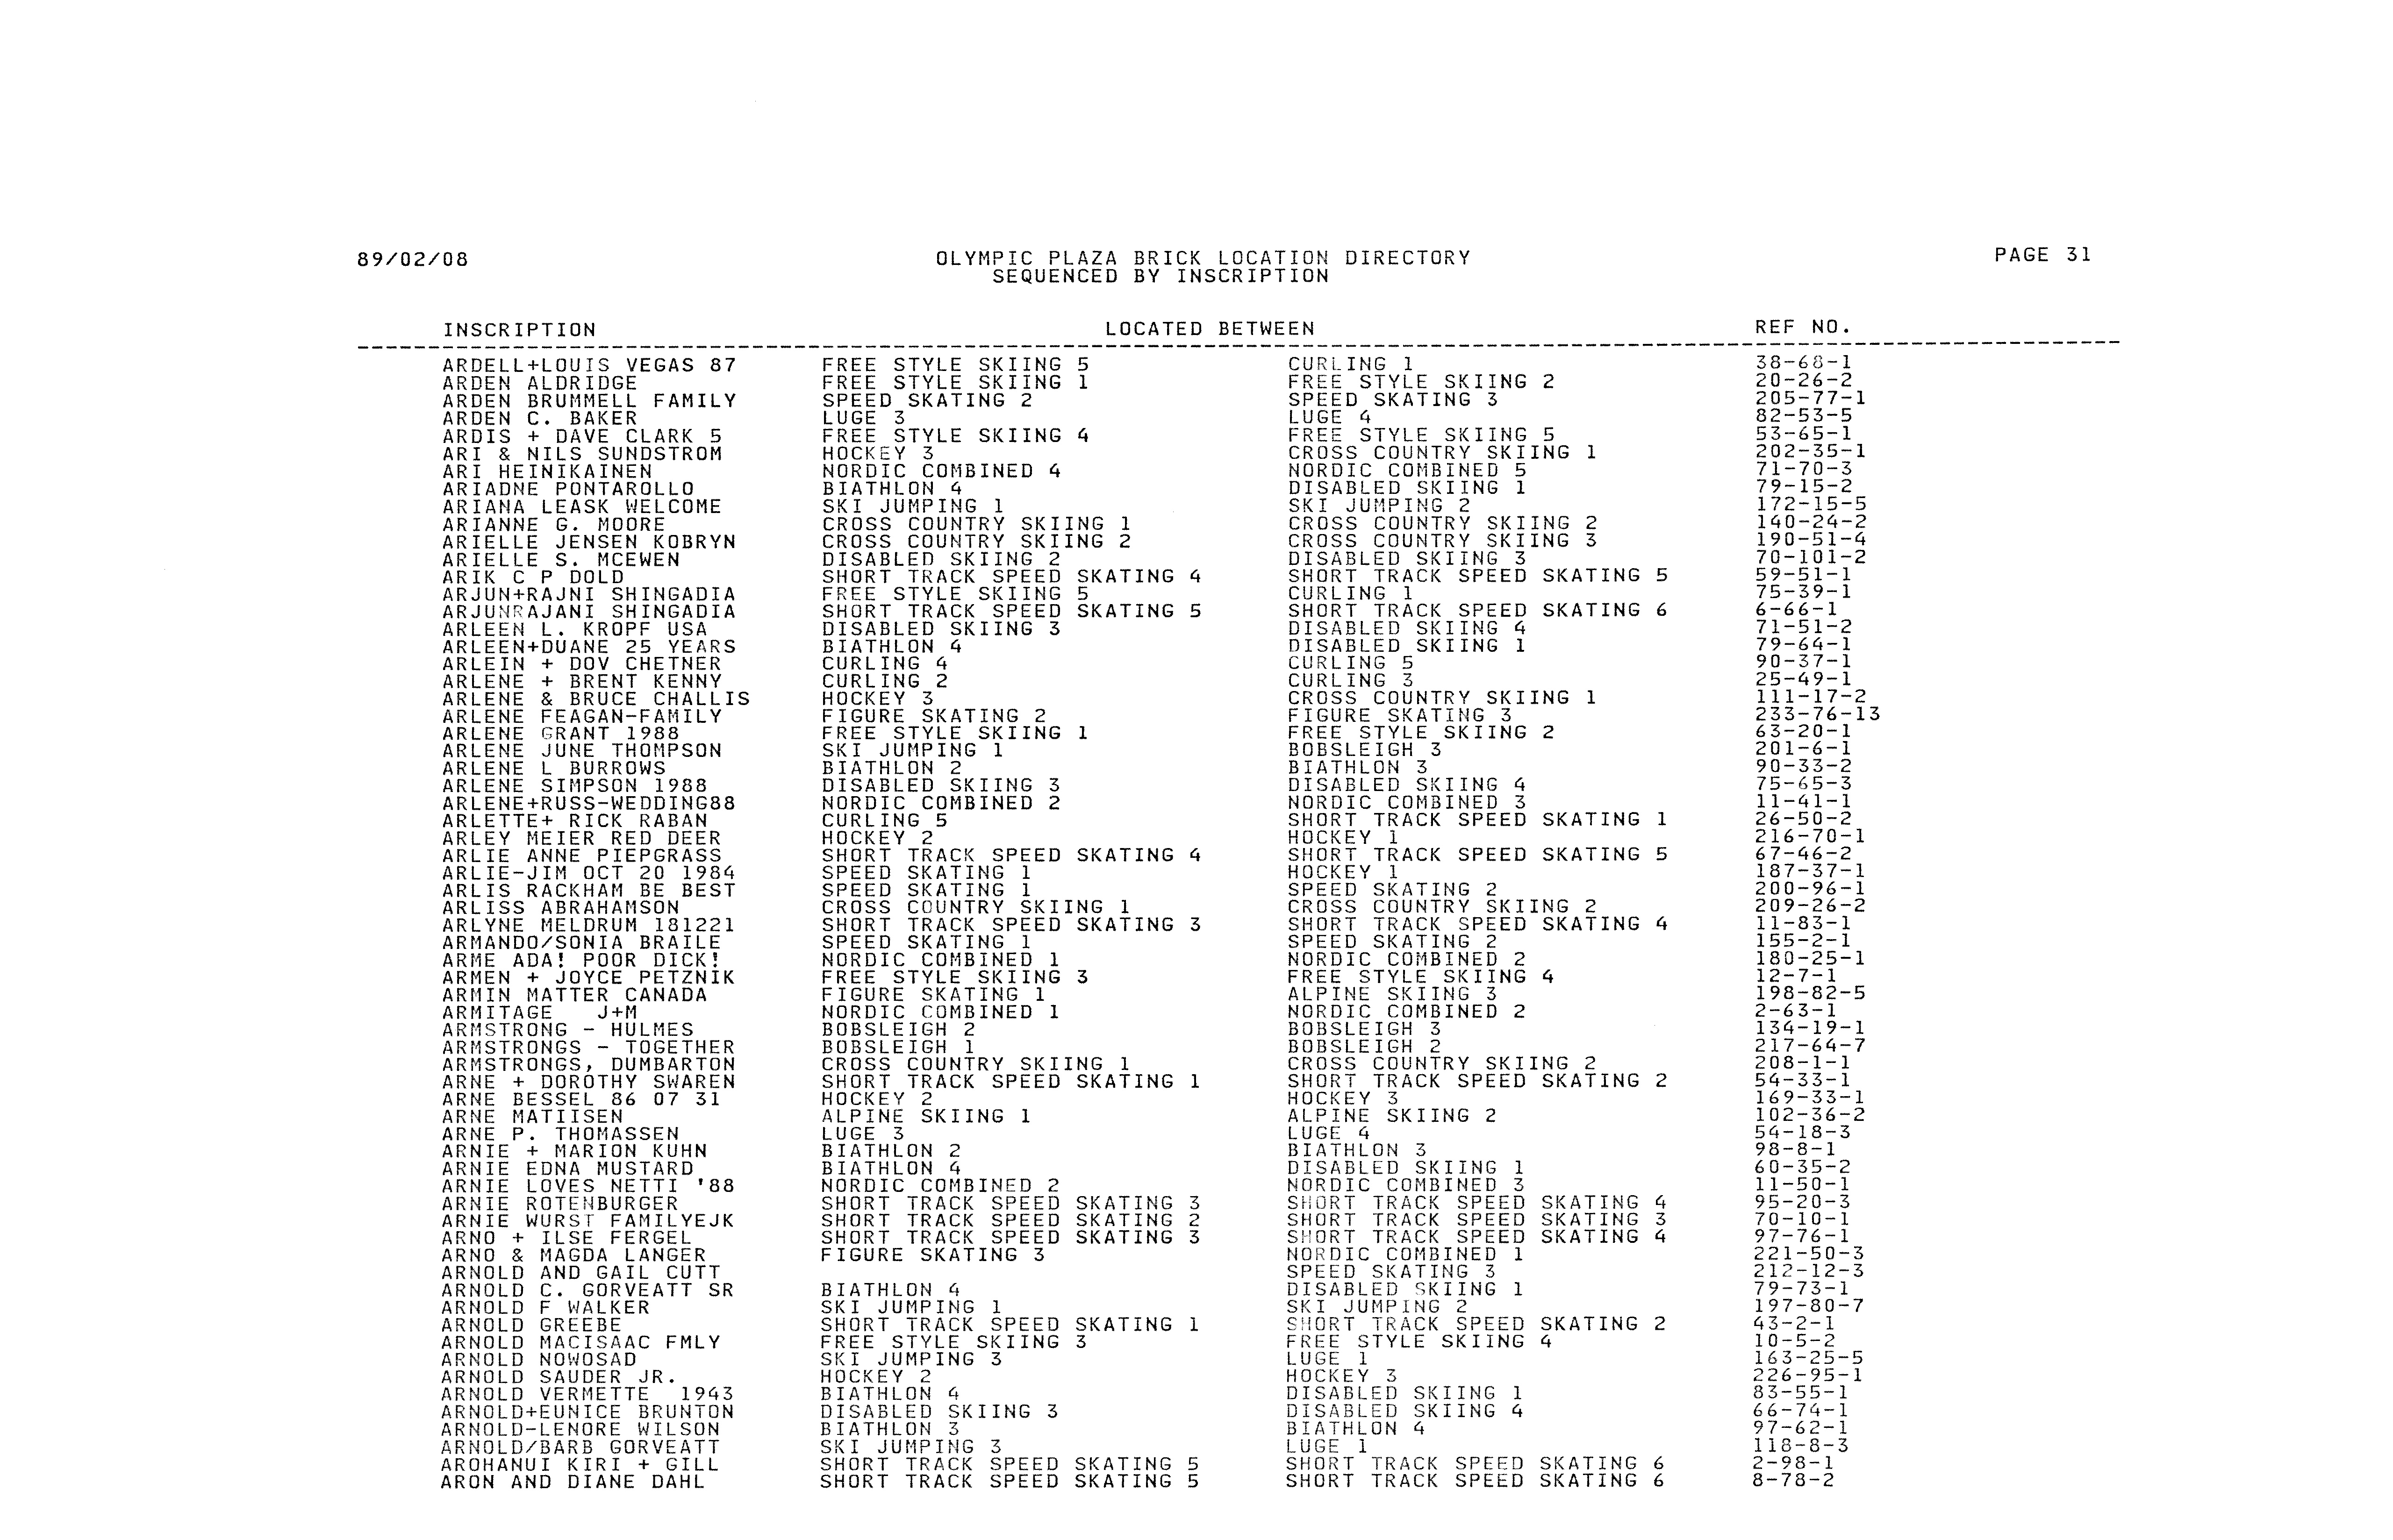 89/02/08 OLYMPIC PLAZA BRICK LOCATION DIRECTORY PAGE 31
SEQUENCED BY INSCRIPTION
INSCRIPTION LOCATED BETWEEN REF NO.
ARDELL+LOUIS VEGAS 87 FREE STYLE SKIING 5 CURLING 1 38-68-1
ARDEN ALDRIDGE FREE STYLE SKIING 1 FREE STYLE SKIING 2 20-26-2
ARDEN BRUMMELL FAMILY SPEED SKATING 2 SPEED SKATING 3 205-77-1
ARDEN C. BAKER LUGE 3 LUGE 4 82-53-5
ARDIS + DAVE CLARK 5 FREE STYLE SKIING 4 FREE STYLE SKIING 5 53-65-1
ARI & NILS SUNDSTROM HOCKEY 3 CROSS COUNTRY SKIING 1 202-35-1
ARI HEINIKAINEN NORDIC COMBINED 4 NORDIC COMBINED 5 71-70-3
ARIADNE PONTAROLLO BIATHLON 4 DISABLED SKIING 1 79-15-2
ARIANA LEASK WELCOME SKI JUMPING 1 SKI JUMPING 2 172-15-5
ARIANNE G. MOORE CROSS COUNTRY SKIING 1 CROSS COUNTRY SKIING 2 140-24-2
ARIELLE JENSEN KOBRYN CROSS COUNTRY SKIING 2 CROSS COUNTRY SKIING 3 190-51-4
ARIELLE S. MCEWEN DISABLED SKIING 2 DISABLED SKIING 3 70-101-2
ARIK C P DOLD SHORT TRACK SPEED SKATING 4 SHORT TRACK SPEED SKATING 5 59-51-1
ARJUN+RAJNI SHINGADIA FREE STYLE SKIING 5 CURLING 1 75-39-1
ARJUNRAJANI SHINGADIA SHORT TRACK SPEED SKATING 5 SHORT TRACK SPEED SKATING 6 6-66-1
ARLEEN L. KROPF USA DISABLED SKIING 3 DISABLED SKIING 4 71-51-2
ARLEEN+DUANE 25 YEARS BIATHLON 4 DISABLED SKIING 1 79-64-1
ARLEIN + DOV CHETNER CURLING 4 CURLING 5 90-37-1
ARLENE + BRENT KENNY CURLING 2 CURLING 3 25-49-1
ARLENE & BRUCE CHALLIS HOCKEY 3 CROSS COUNTRY SKIING 1 111-17-2
ARLENE FEAGAN-FAMILY FIGURE SKATING 2 FIGURE SKATING 3 233-76-13
ARLENE GRANT 1988 FREE STYLE SKIING 1 FREE STYLE SKIING 2 63-20-1
ARLENE JUNE THOMPSON SKI JUMPING 1 BOBSLEIGH 3 201-6-1
ARLENE L BURROWS BIATHLON 2 BIATHLON 3 90-33-2
ARLENE SIMPSON 1988 DISABLED SKIING 3 DISABLED SKIING 4 75-65-3
ARLENE+RUSS-WEDDING88 NORDIC COMBINED 2 NORDIC COMBINED 3 11-41-1
ARLETTE+ RICK RABAN CURLING 5 SHORT TRACK SPEED SKATING 1 26-50-2
ARLEY MEIER RED DEER HOCKEY 2 HOCKEY 1 216-70-1
ARLIE ANNE PIEPGRASS SHORT TRACK SPEED SKATING 4 SHORT TRACK SPEED SKATING 5 67-46-2
ARLIE-JIM OCT 20 1984 SPEED SKATING 1 HOCKEY 1 187-37-1
ARLIS RACKHAM BE BEST SPEED SKATING 1 SPEED SKATING 2 200-96-1
ARLISS ABRAHAMSON CROSS COUNTRY SKIING 1 CROSS COUNTRY SKIING 2 209-26-2
ARLYNE MELDRUM 181221 SHORT TRACK SPEED SKATING 3 SHORT TRACK SPEED SKATING 4 11-83-1
ARMANDO/SONIA BRAILE SPEED SKATING 1 SPEED SKATING 2 155-2-1
ARME ADA! POOR DICK! NORDIC COMBINED 1 NORDIC COMBINED 2 180-25-1
ARMEN + JOYCE PETZNIK FREE STYLE SKIING 3 FREE STYLE SKIING 4 12-7-1
ARMIN MATTER CANADA FIGURE SKATING 1 ALPINE SKIING 3 198-82-5
ARMITAGE J+M NORDIC COMBINED 1 NORDIC COMBINED 2 2-63-1
ARMSTRONG - HULMES BOBSLEIGH 2 BOBSLEIGH 3 134-19-1
ARMSTRONGS - TOGETHER BOBSLEIGH 1 BOBSLEIGH 2 217-64-7
ARMSTRONGS, DUMBARTON CROSS COUNTRY SKIING 1 CROSS COUNTRY SKIING 2 208-1-1
ARNE + DOROTHY SWAREN SHORT TRACK SPEED SKATING 1 SHORT TRACK SPEED SKATING 2 54-33-1
ARNE BESSEL 86 07 31 HOCKEY 2 HOCKEY 3 169-33-1
ARNE MATIISEN ALPINE SKIING 1 ALPINE SKIING 2 102-36-2
ARNE P. THOMASSEN LUGE 3 LUGE 4 54-18-3
ARNIE + MARION KUHN BIATHLON 2 BIATHLON 3 98-8-1
ARNIE EDNA MUSTARD BIATHLON 4 DISABLED SKIING 1 60-35-2
ARNIE LOVES NETTI '88 NORDIC COMBINED 2 NORDIC COMBINED 3 11-50-1
ARNIE ROTENBURGER SHORT TRACK SPEED SKATING 3 SHORT TRACK SPEED SKATING 4 95-20-3
ARNIE WURST FAMILYEJK SHORT TRACK SPEED SKATING 2 SHORT TRACK SPEED SKATING 3 70-10-1
ARNO + ILSE FERGEL SHORT TRACK SPEED SKATING 3 SHORT TRACK SPEED SKATING 4 97-76-1
ARNO & MAGDA LANGER FIGURE SKATING 3 NORDIC COMBINED 1 221-50-3
ARNOLD AND GAIL CUTT SPEED SKATING 3 212-12-3
ARNOLD C. GORVEATT SR BIATHLON 4 DISABLED SKIING 1 79-73-1
ARNOLD F WALKER SKI JUMPING 1 SKI JUMPING 2 197-80-7
ARNOLD GREEBE SHORT TRACK SPEED SKATING 1 SHORT TRACK SPEED SKATING 2 43-2-1
ARNOLD MACISAAC FMLY FREE STYLE SKIING 3 FREE STYLE SKIING 4 10-5-2
ARNOLD NOWOSAD SKI JUMPING 3 LUGE 1 163-25-5
ARNOLD SAUDER JR. HOCKEY 2 HOCKEY 3 226-95-1
ARNOLD VERMETTE 1943 BIATHLON 4 DISABLED SKIING 1 83-55-1
ARNOLD+EUNICE BRUNTON DISABLED SKIING 3 DISABLED SKIING 4 66-74-1
ARNOLD-LENORE WILSON BIATHLON 3 BIATHLON 4 97-62-1
ARNOLD/BARB GORVEATT SKI JUMPING 3 LUGE 1 118-8-3
AROHANUI KIRI + GILL SHORT TRACK SPEED SKATING 5 SHORT TRACK SPEED SKATING 6 2-98-1
ARON AND DIANE DAHL SHORT TRACK SPEED SKATING 5 SHORT TRACK SPEED SKATING 6 8-78-2